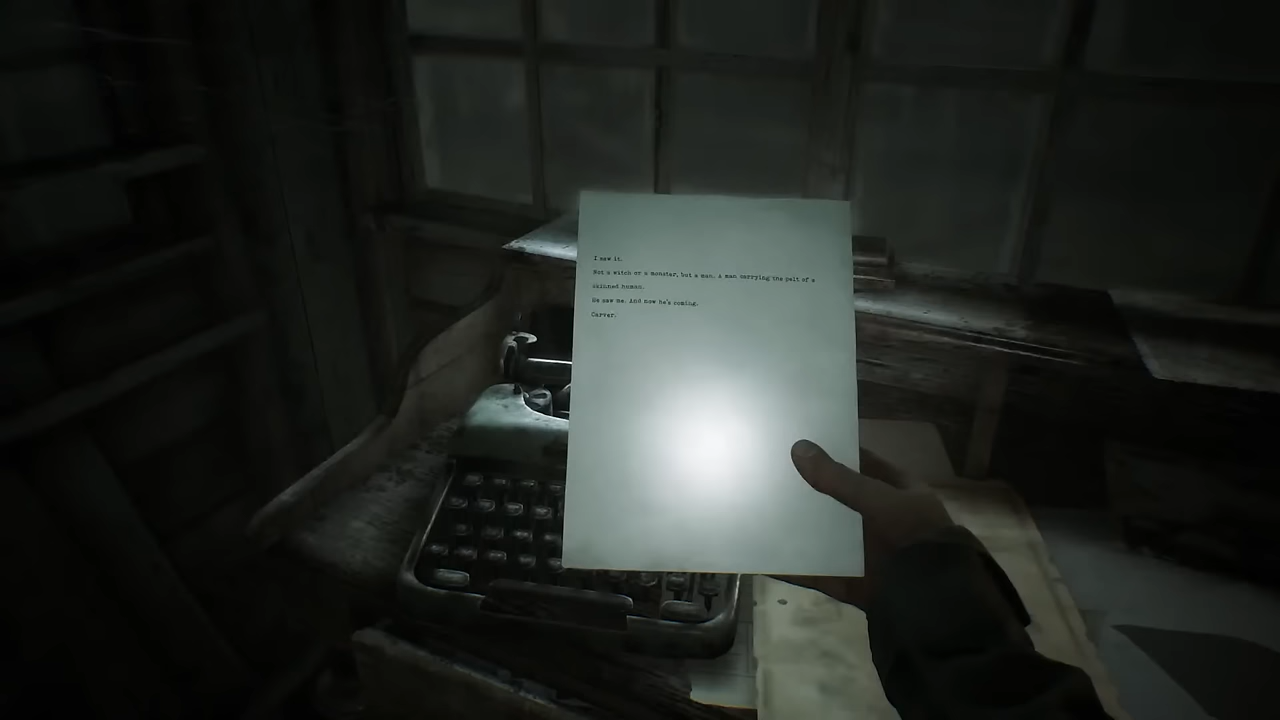 I saw it.
Not a witch or a monster, but a man. A man carrying the pelt of a
skinned human.
He saw me. And now he's coming.
Carver.